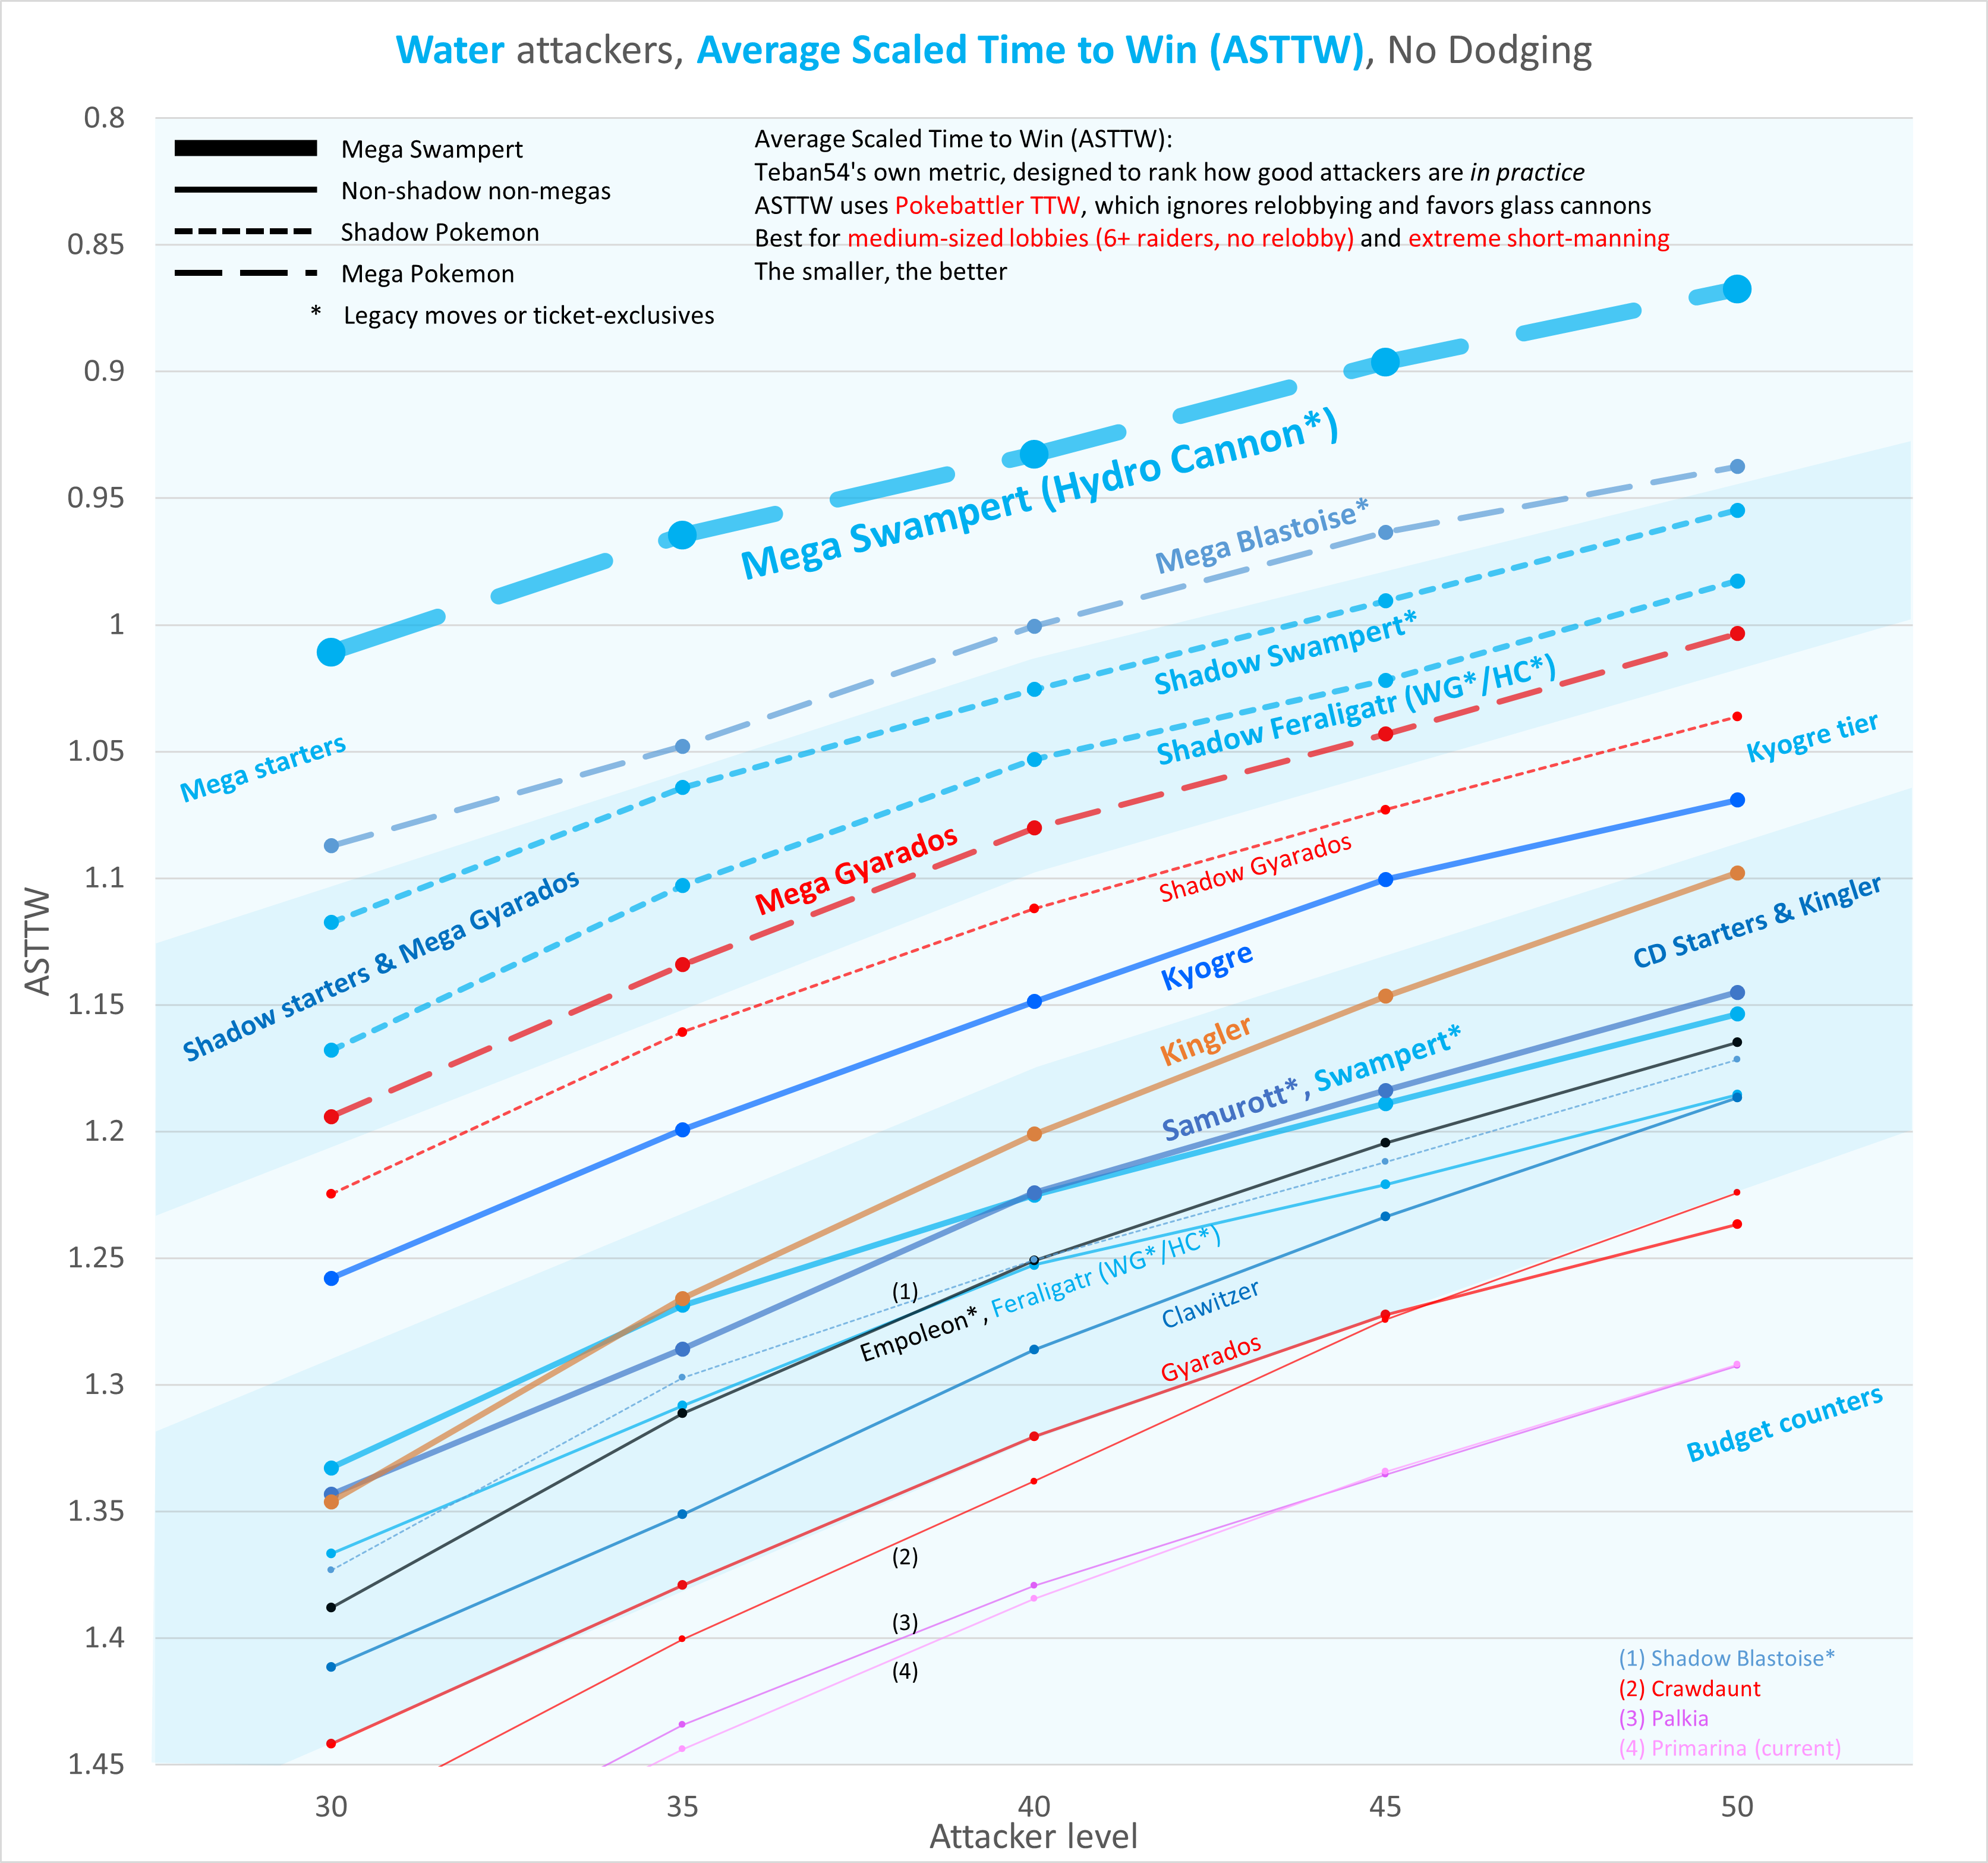 Water attackers, Average Scaled Time to Win (ASTTW), No Dodging
Mega Swampert
Non-shadow non-megas
Shadow Pokemon
Mega Pokemon
* Legacy moves or ticket-exclusives
Average Scaled Time to Win (ASTTW):
Teban54's own metric, designed to rank how good attackers are in practice
ASTTW uses Pokebattler TTW, which ignores relobbying and favors glass cannons
Best for medium-sized lobbies (6+ raiders, no relobby) and extreme short-manning
The smaller, the better
ASTTW
0.8
0.85
0.9
0.95
1
1.05
1.1
1.15
1.2
1.25
1.3
1.35
1.4
1.45
Mega Swampert (Hydro Cannon*)
Mega Blastoise*
Shadow Swampert*
Shadow Feraligatr (WG*/HC*)
Mega starters
Kyogre tier
Mega Gyarados
Shadow Gyarados
Shadow starters & Mega Gyarados
Kyogre
CD Starters & Kingler
Kingler
Samurott*, Swampert*
(1)
Empoleon*, Feraligatr (WG*/HC*)
Clawitzer
Gyarados
Budget counters
(2)
(3)
(4)
(1) Shadow Blastoise*
(2) Crawdaunt
(3) Palkia
(4) Primarina (current)
30
35
40
45
50
Attacker level